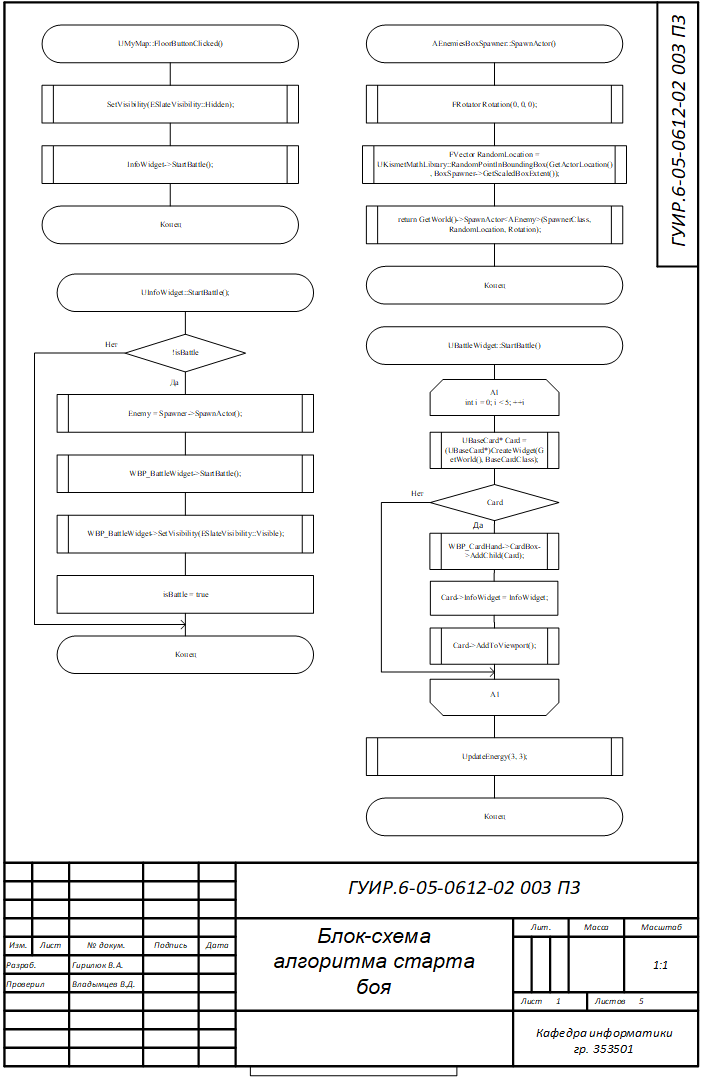 ГУИР.6-05-0612-02 003 ПЗ
UMyMap::FloorButtonClicked()
SetVisibility(ESlateVisibility::Hidden);
InfoWidget->StartBattle();
Конец
UInfoWidget::StartBattle();
!isBattle
Нет
Да
Enemy = Spawner->SpawnActor();
WBP_BattleWidget->StartBattle();
WBP_BattleWidget->SetVisibility(ESlateVisibility::Visible);
isBattle = true
Конец
AEnemiesBoxSpawner::SpawnActor()
FRotator Rotation(0, 0, 0);
FVector RandomLocation =
UKismetMathLibrary::RandomPointInBoundingBox(GetActorLocation()
, BoxSpawner->GetScaledBoxExtent());
return GetWorld()->SpawnActor<AEnemy>(SpawnerClass,
RandomLocation, Rotation);
Конец
UBattleWidget::StartBattle()
A1
int i = 0; i < 5; ++i
UBaseCard* Card =
(UBaseCard*)CreateWidget(G
etWorld(), BaseCardClass);
Card
Нет
Да
WBP_CardHand->CardBox-
>AddChild(Card);
Card->InfoWidget = InfoWidget;
Card->AddToViewport();
A1
UpdateEnergy(3, 3);
Конец
ГУИР.6-05-0612-02 003 ПЗ
Изм. Лист № докум. Подпись Дата
Разраб. Гирилюк В.А.
Проверил Владымцев В.Д.
Блок-схема
алгоритма старта
боя
Лит. Масса Масштаб
1:1
Лист 1 Листов 5
Кафедра информатики
гр. 353501